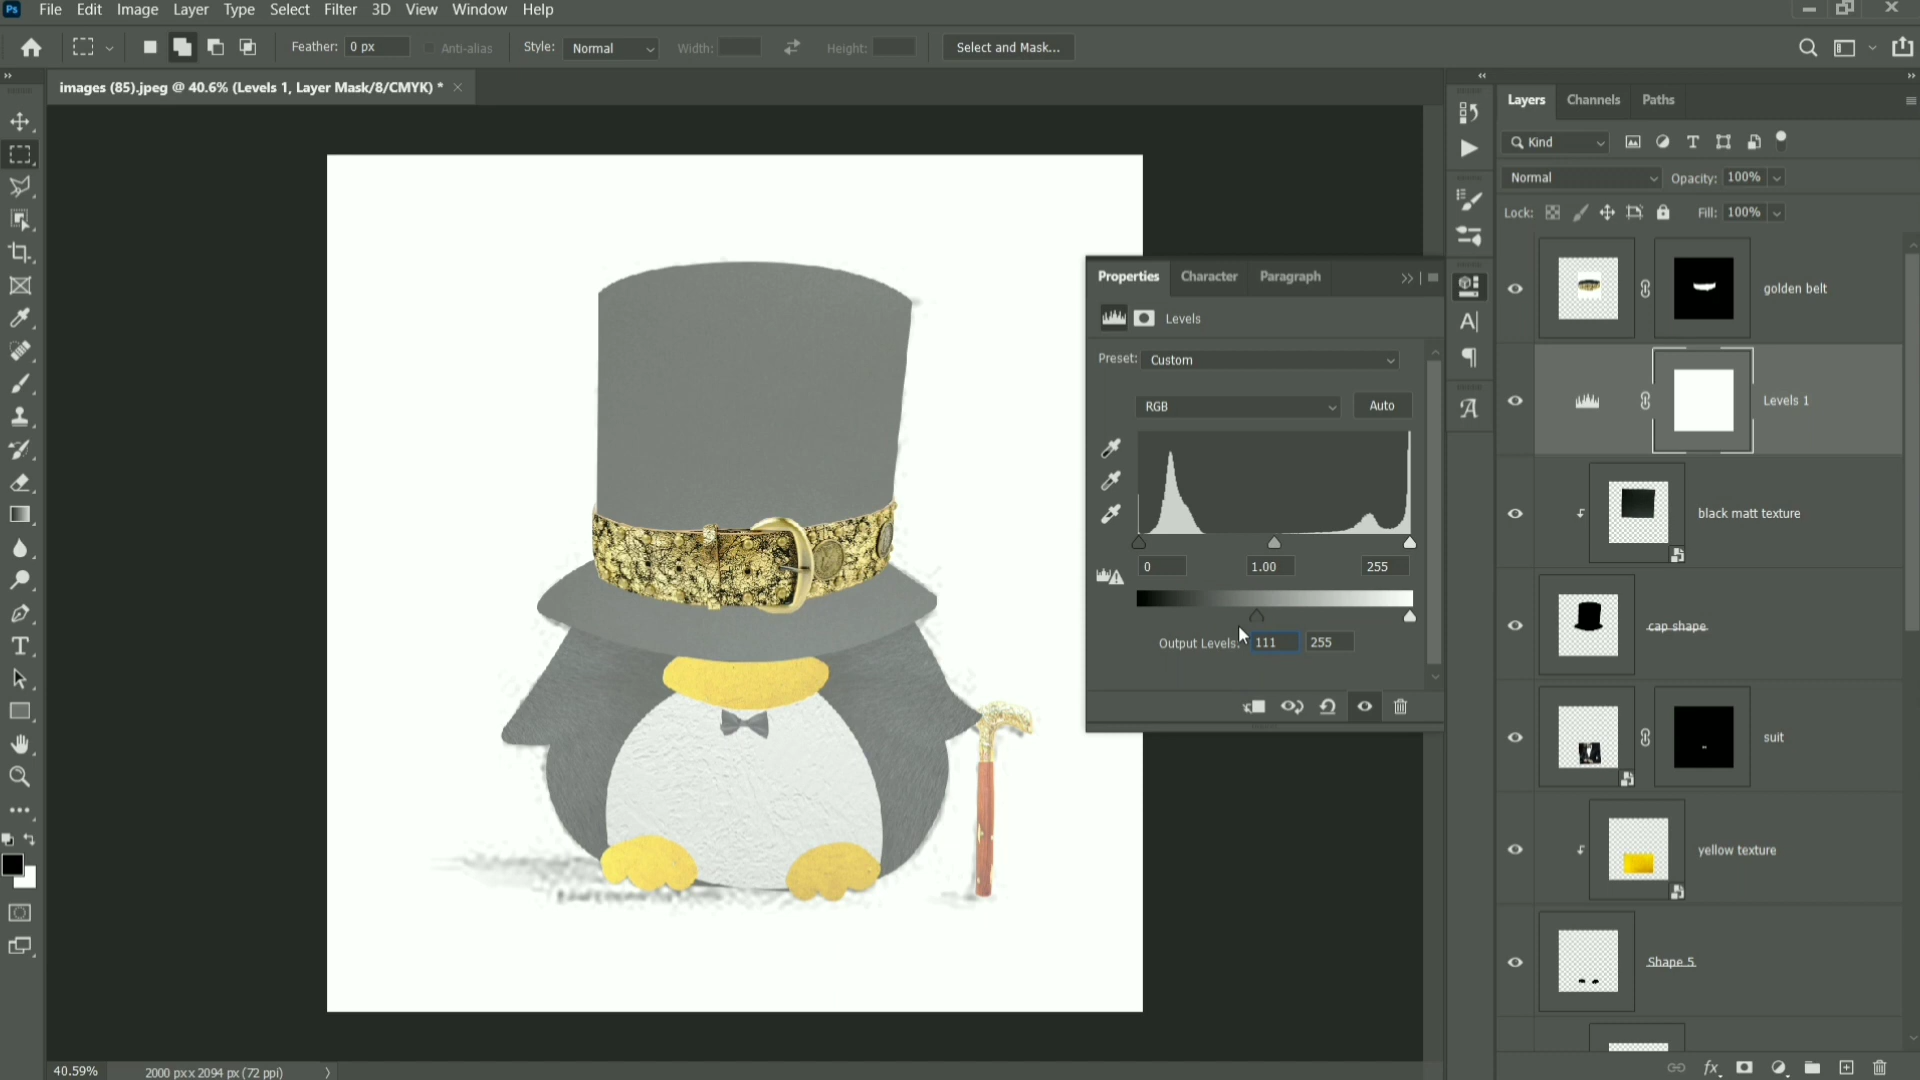 Ps File Edit Image Layer Type Select Filter 3D View Window Help
Feather: 0 px Anti-alias Style: Normal Width: Height: Select and Mask...
images (85).jpeg @ 40.6% (Levels 1, Layer Mask/8/CMYK) *
Layers Channels Paths
Kind
Normal Opacity: 100%
Lock: Fill: 100%
golden belt
Properties Character Paragraph
Levels
Preset: Custom
RGB Auto
0 1.00 255
Output Levels: 111 255
Levels 1
black matt texture
cap shape
suit
yellow texture
Shape 5
40.59% 2000 px x 2094 px (72 ppi)